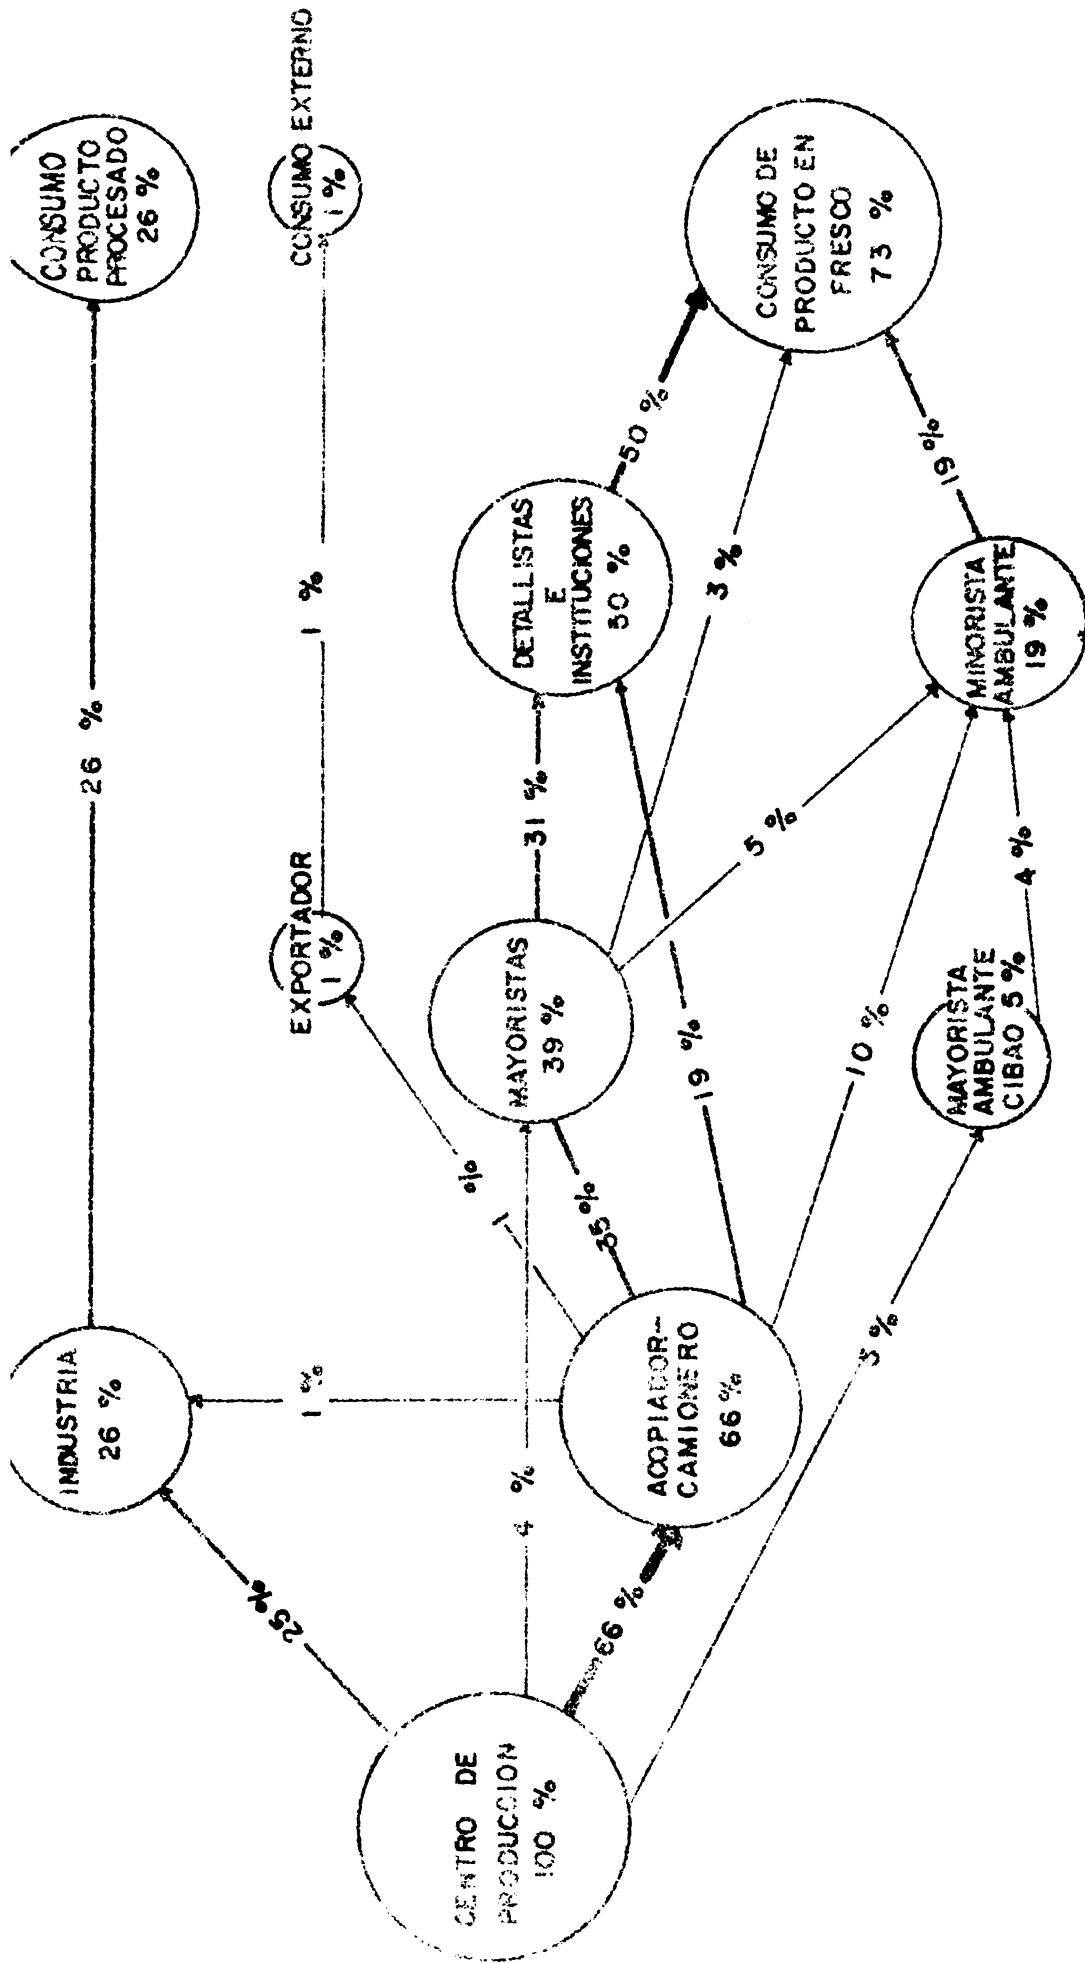 CENTRO DE
PRODUCCION
100 %
25%
66 %
4 %
5 %
INDUSTRIA
26 %
ACOPIADOR-
CAMIONERO
66 %
1 %
1 %
35%
19 %
10 %
EXPORTADOR
1 %
MAYORISTAS
39 %
MAYORISTA
AMBULANTE
CIBAO 5 %
26 %
1 %
31 %
3 %
5 %
4 %
DETALLISTAS
E
INSTITUCIONES
50 %
MINORISTA
AMBULANTE
19 %
50 %
19%
CONSUMO
PRODUCTO
PROCESADO
26 %
CONSUMO EXTERNO
1 %
CONSUMO DE
PRODUCTO EN
FRESCO
73 %